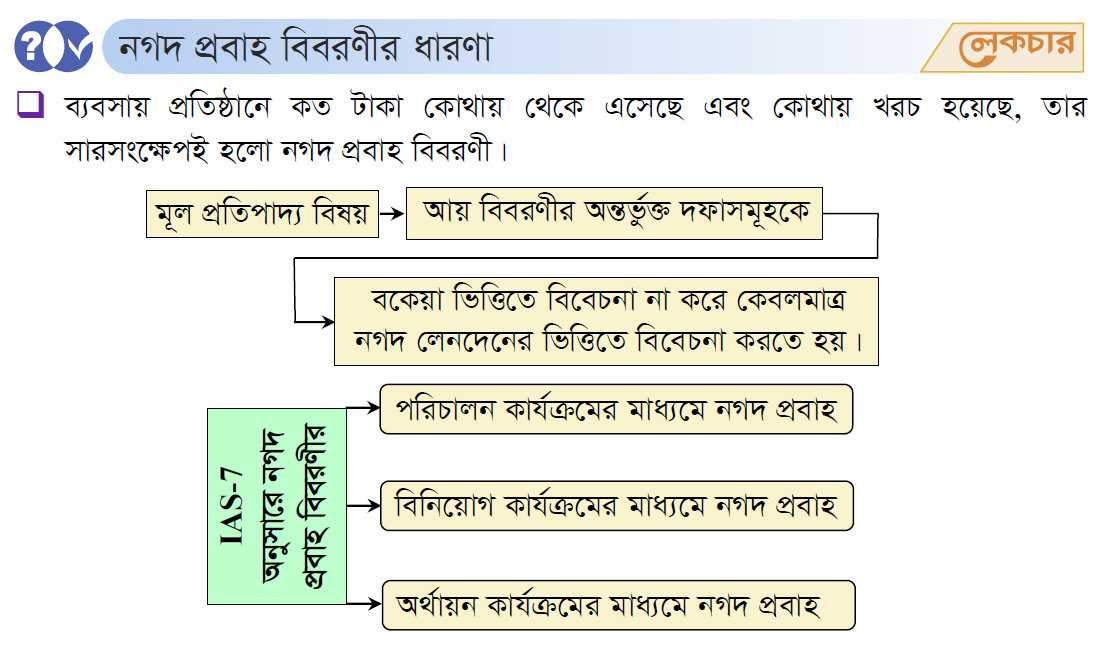 নগদ প্রবাহ বিবরণীর ধারণা
লেকচার
ব্যবসায় প্রতিষ্ঠানে কত টাকা কোথায় থেকে এসেছে এবং কোথায় খরচ হয়েছে, তার
সারসংক্ষেপই হলো নগদ প্রবাহ বিবরণী।
মূল প্রতিপাদ্য বিষয়
আয় বিবরণীর অন্তর্ভুক্ত দফাসমূহকে
বকেয়া ভিত্তিতে বিবেচনা না করে কেবলমাত্র
নগদ লেনদেনের ভিত্তিতে বিবেচনা করতে হয়।
IAS-7
অনুসারে নগদ
প্রবাহ বিবরণীর
পরিচালন কার্যক্রমের মাধ্যমে নগদ প্রবাহ
বিনিয়োগ কার্যক্রমের মাধ্যমে নগদ প্রবাহ
অর্থায়ন কার্যক্রমের মাধ্যমে নগদ প্রবাহ